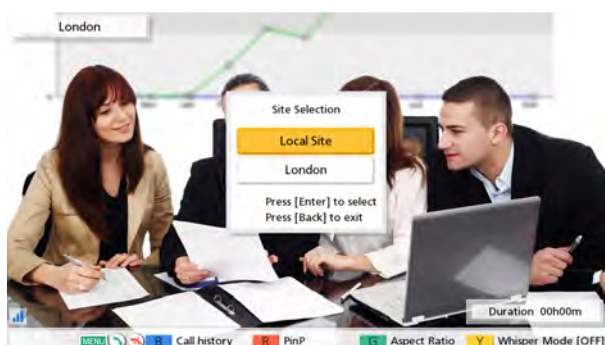 London
Site Selection
Local Site
London
Press [Enter] to select
Press [Back] to exit
Duration 00h00m
MENU B Call history R PinP G Aspect Ratio Y Whisper Mode [OFF]